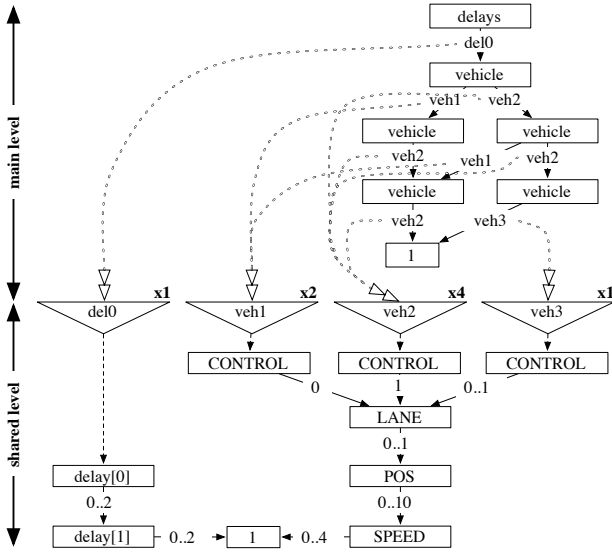 delays
del0
vehicle
veh1 veh2
vehicle vehicle
veh2 veh1 veh2
vehicle vehicle
veh2 veh3
1
main level
x1 x2 x4 x1
del0 veh1 veh2 veh3
shared level
CONTROL CONTROL CONTROL
0 1 0..1
LANE
0..1
delay[0] POS
0..2 0..10
delay[1] 0..2 1 0..4 SPEED